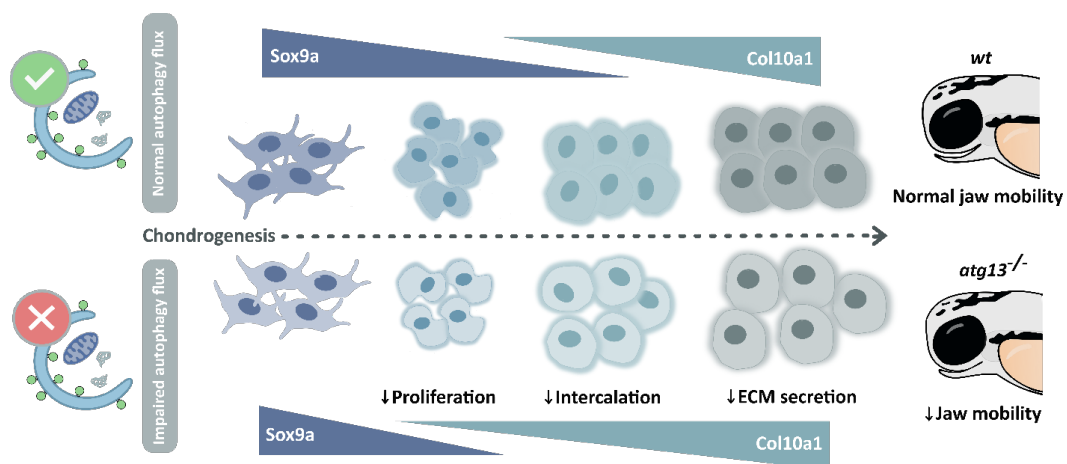 Normal autophagy flux
Sox9a
Col10a1
wt
Normal jaw mobility
Chondrogenesis
Impaired autophagy flux
atg13-/-
↓Proliferation
↓Intercalation
↓ECM secretion
↓Jaw mobility
Sox9a
Col10a1